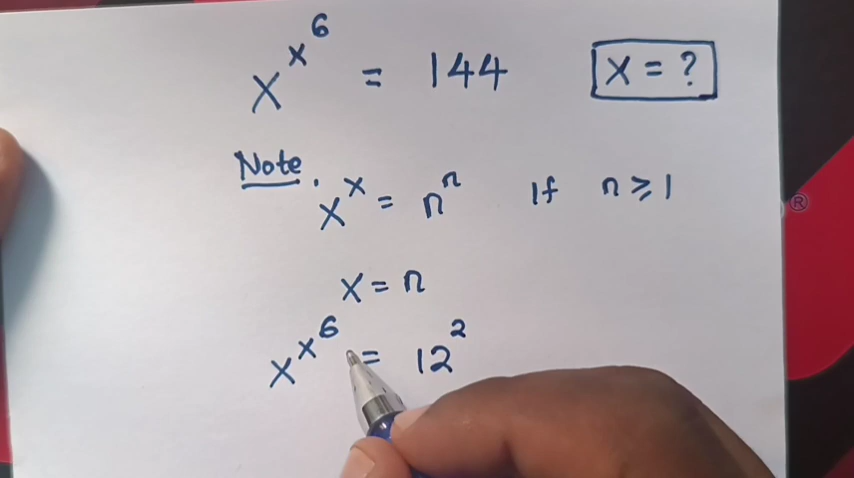 x^{x^6} = 144 x = ?
Note.
x^x = n^n If n ≥ 1
x = n
x^{x^6} = 12^2
®